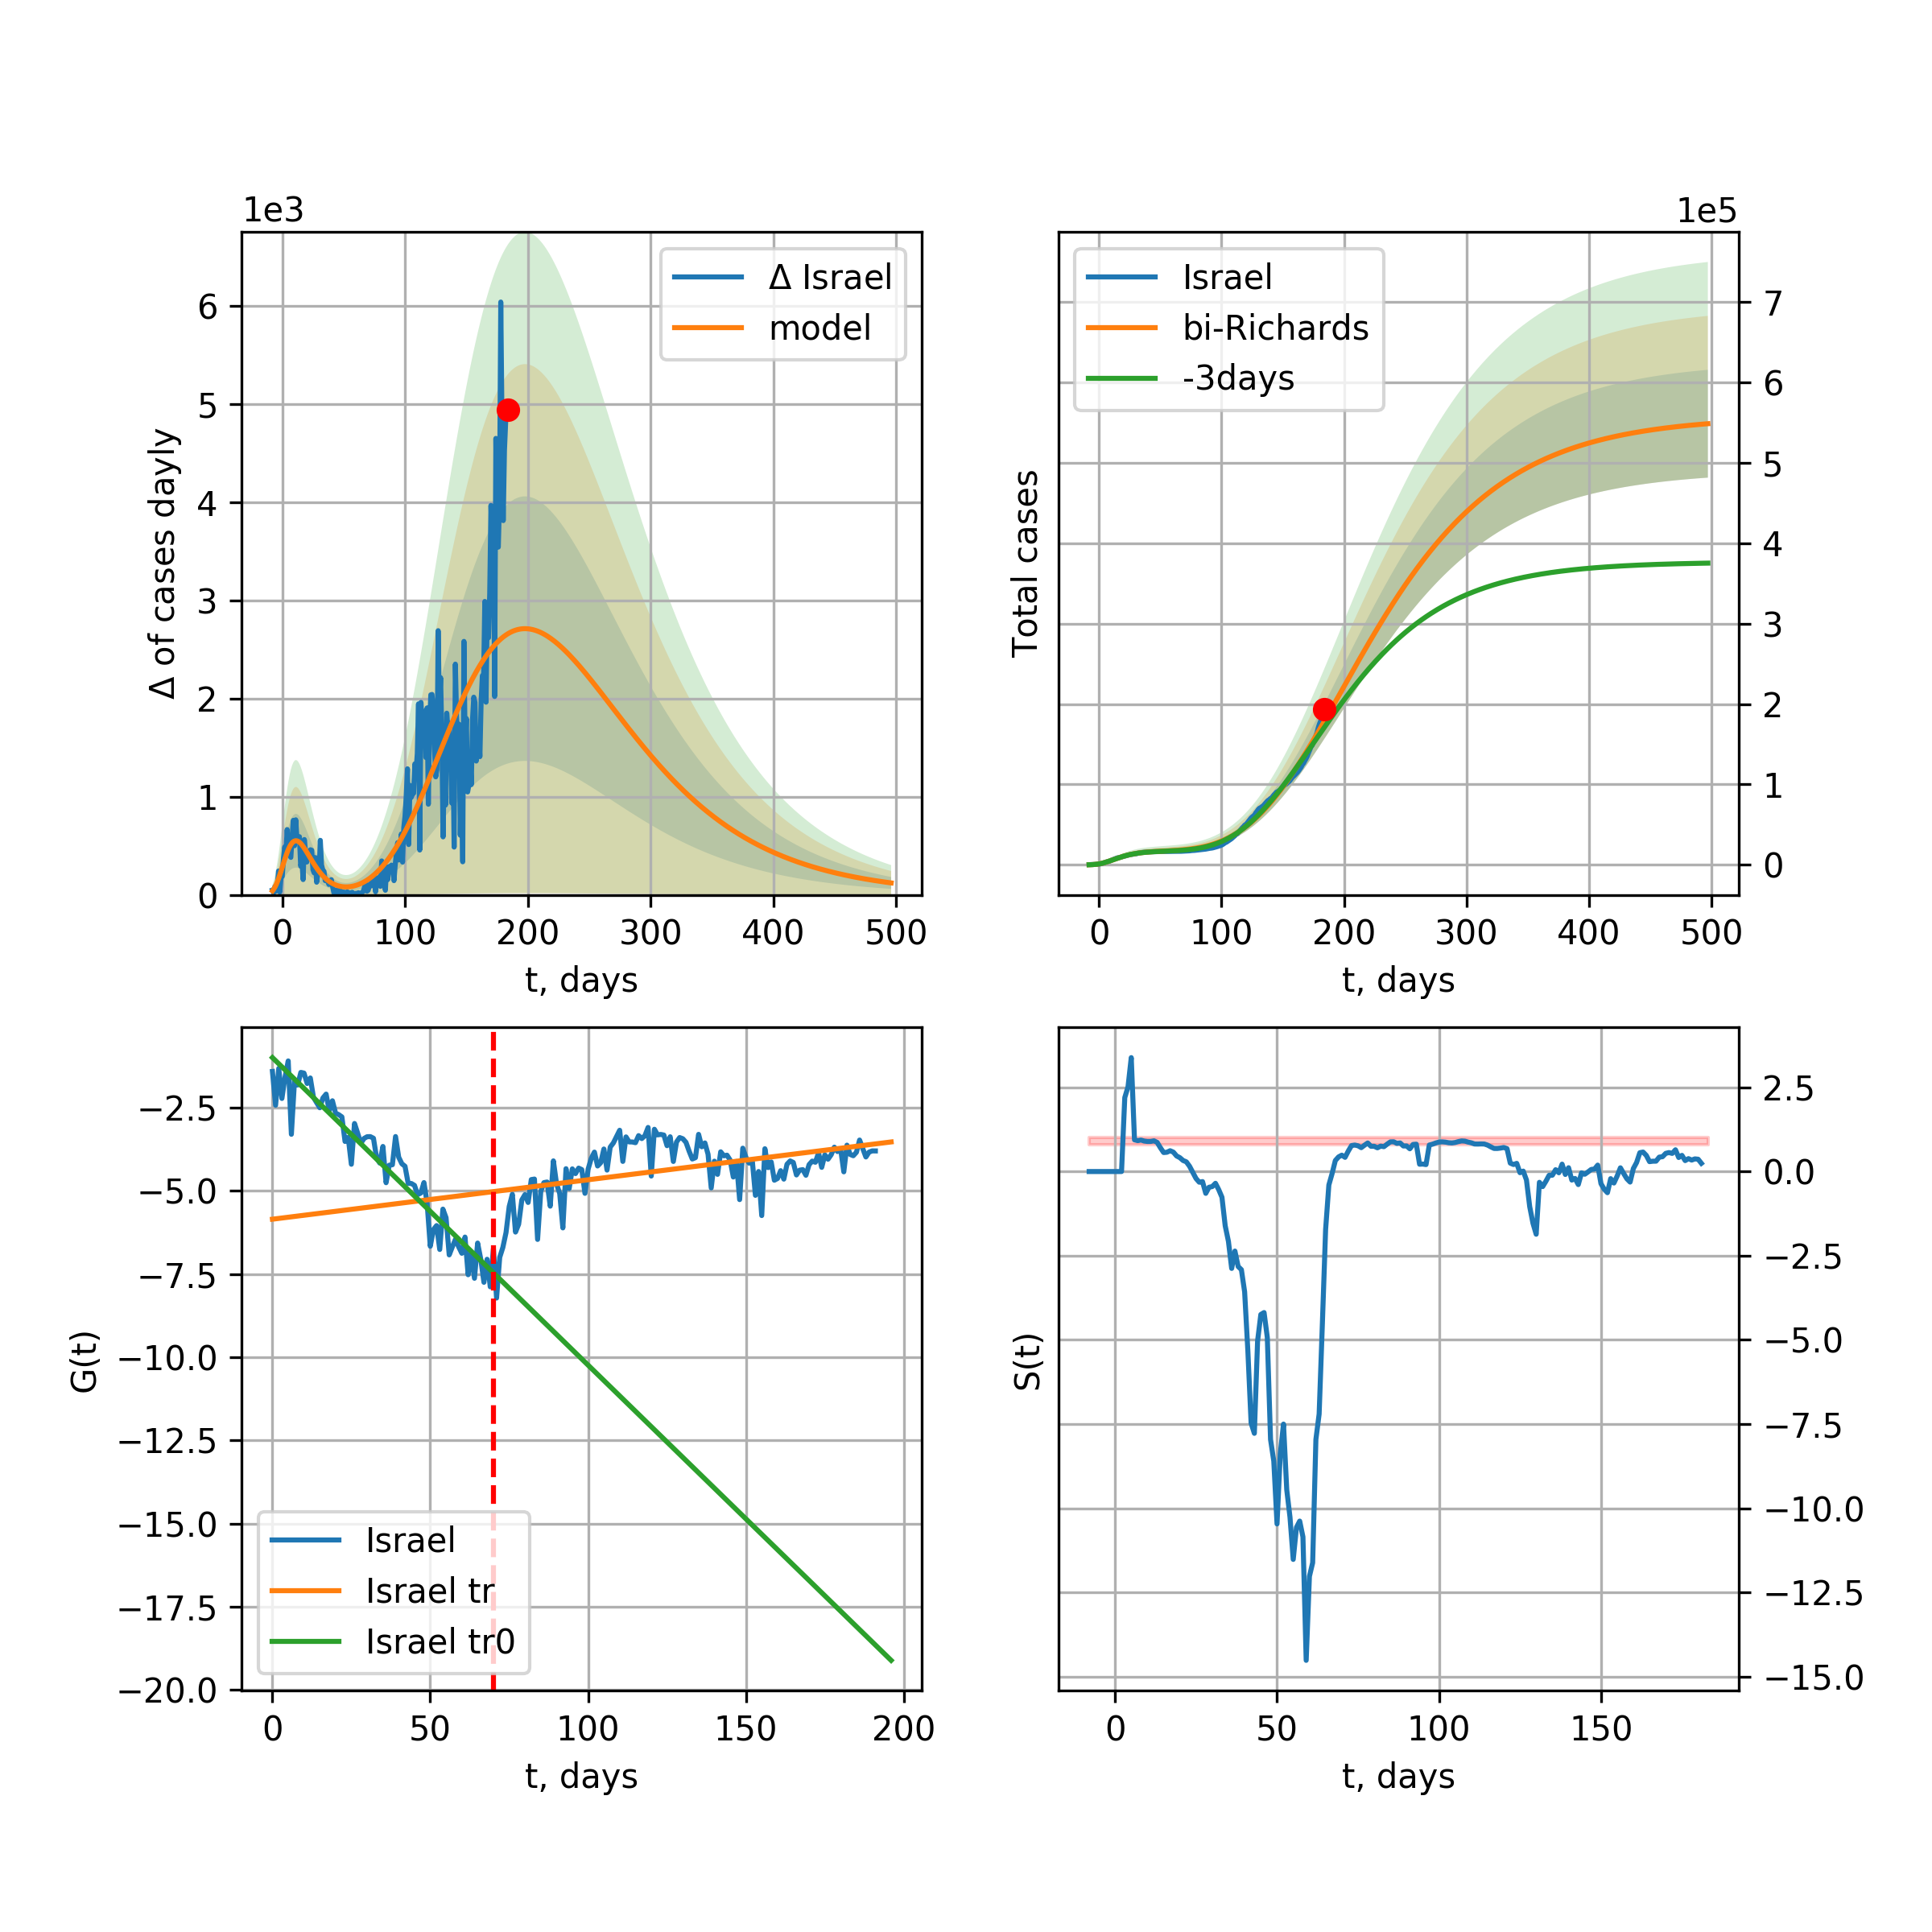 1e3
Δ of cases dayly
6
5
4
3
2
1
0
Δ Israel
model
0 100 200 300 400 500
t, days
1e5
Total cases
Israel
bi-Richards
-3days
7
6
5
4
3
2
1
0
0 100 200 300 400 500
t, days
G(t)
−2.5
−5.0
−7.5
−10.0
−12.5
−15.0
−17.5
−20.0
Israel
Israel tr
Israel tr0
0 50 100 150 200
t, days
S(t)
2.5
0.0
−2.5
−5.0
−7.5
−10.0
−12.5
−15.0
0 50 100 150
t, days